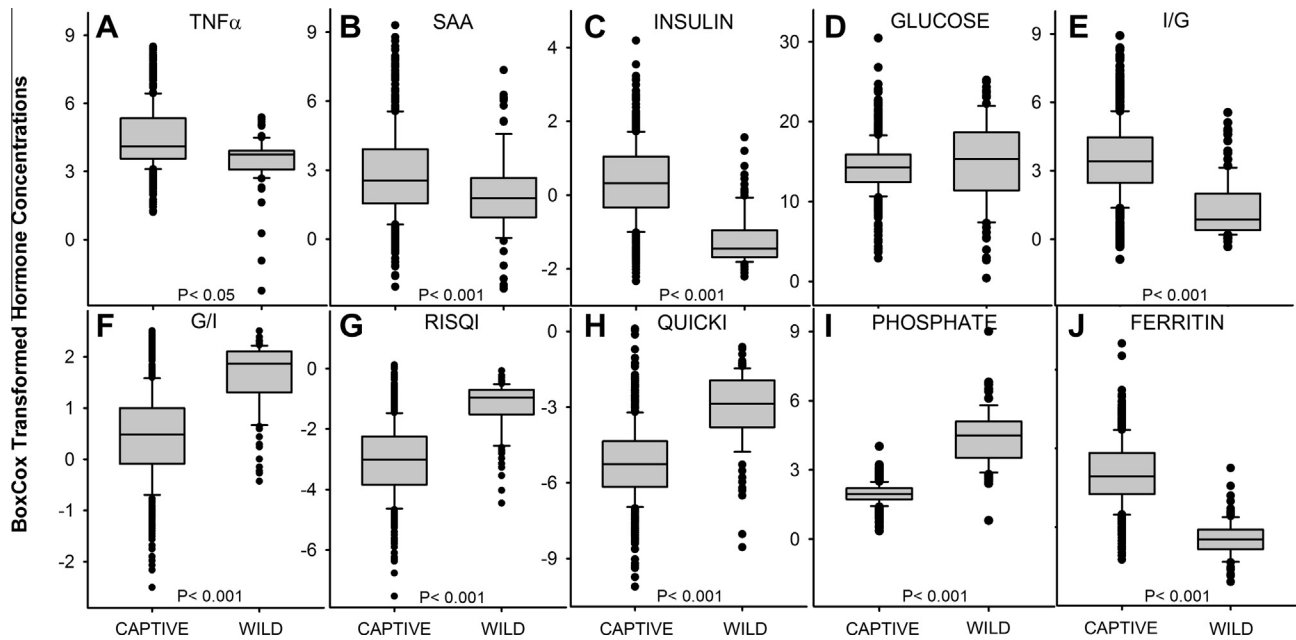 BoxCox Transformed Hormone Concentrations
A TNFα
9
6
3
0
P< 0.05
B SAA
9
6
3
0
P< 0.001
C INSULIN
4
2
0
-2
P< 0.001
D GLUCOSE
30
20
10
0
E I/G
9
6
3
0
P< 0.001
F G/I
2
1
0
-1
-2
P< 0.001
CAPTIVE WILD
G RISQI
0
-2
-4
-6
P< 0.001
CAPTIVE WILD
H QUICKI
0
-3
-6
-9
P< 0.001
CAPTIVE WILD
I PHOSPHATE
9
6
3
0
P< 0.001
CAPTIVE WILD
J FERRITIN
P< 0.001
CAPTIVE WILD